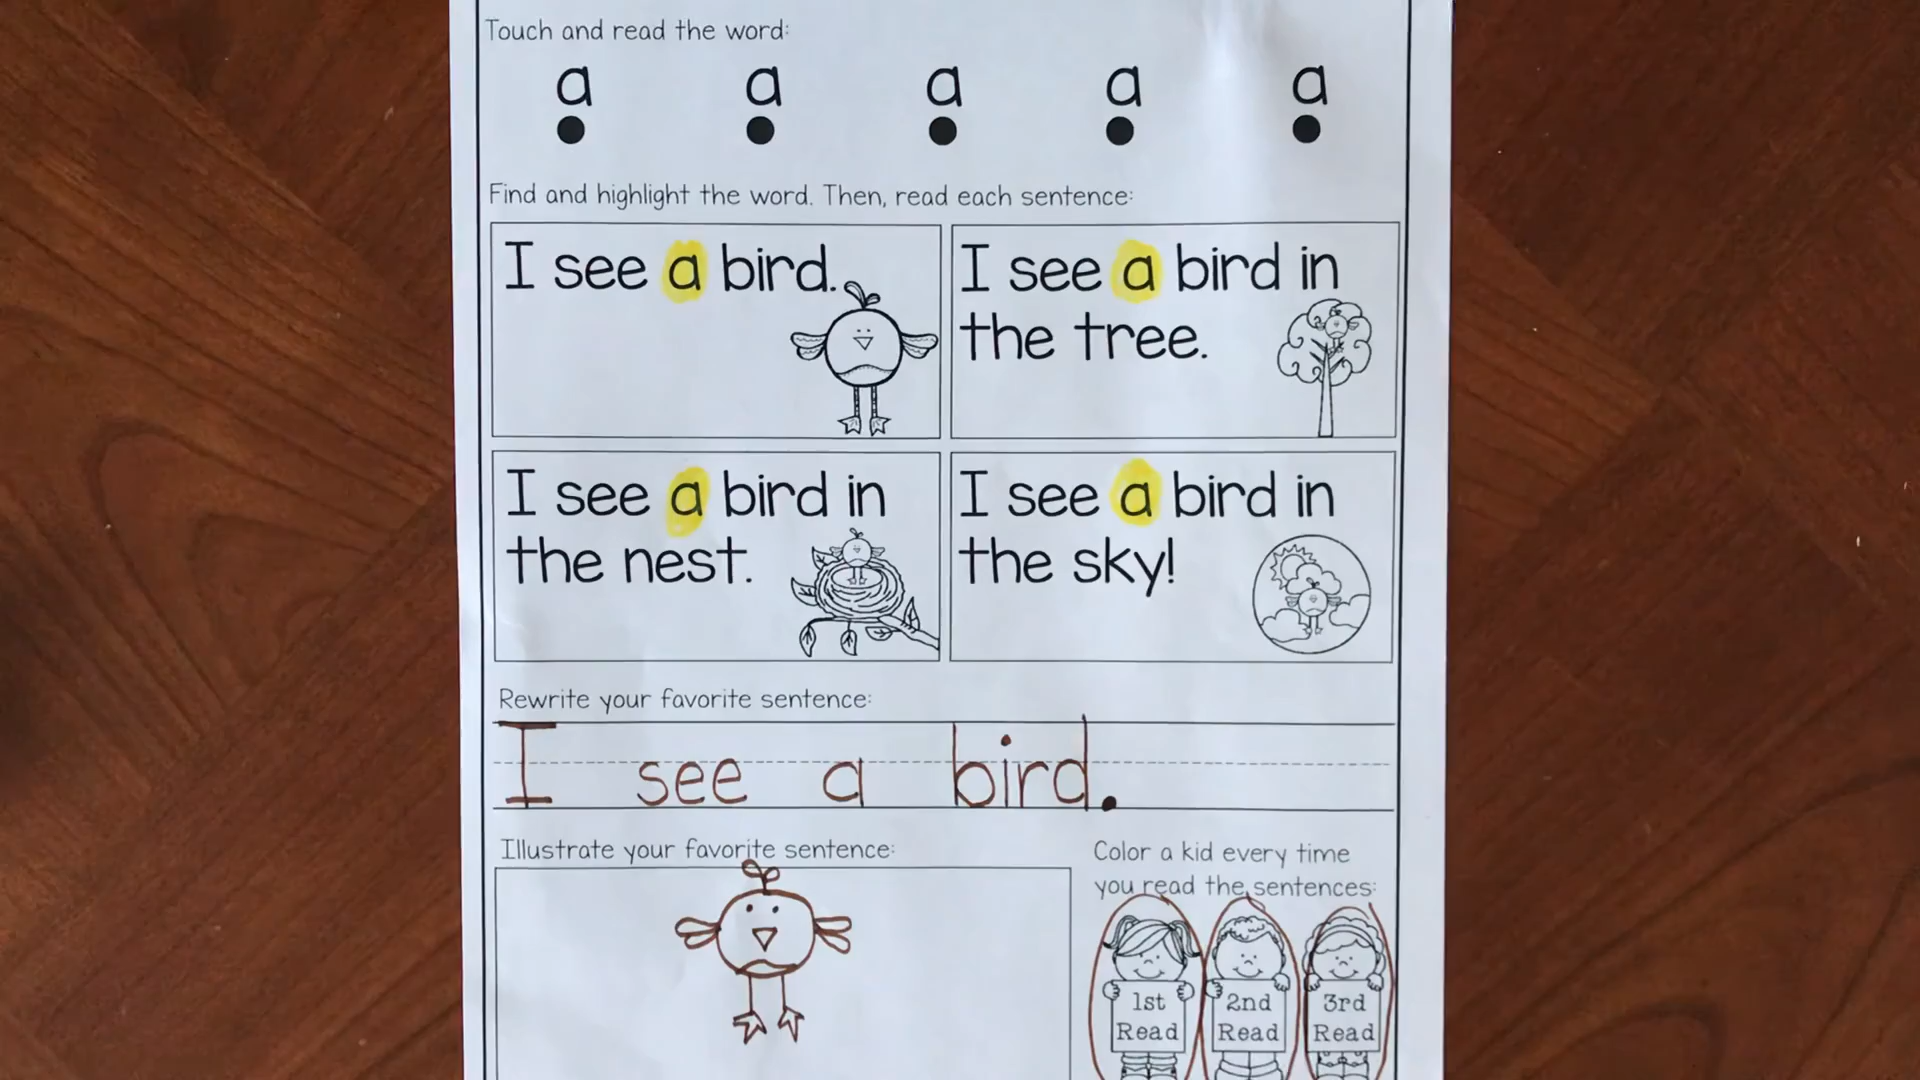 Touch and read the word:
a a a a a
Find and highlight the word. Then, read each sentence:
I see a bird.
I see a bird in
the tree.
I see a bird in
the nest.
I see a bird in
the sky!
Rewrite your favorite sentence:
I see a bird.
Illustrate your favorite sentence:
Color a kid every time
you read the sentences:
1st
Read
2nd
Read
3rd
Read